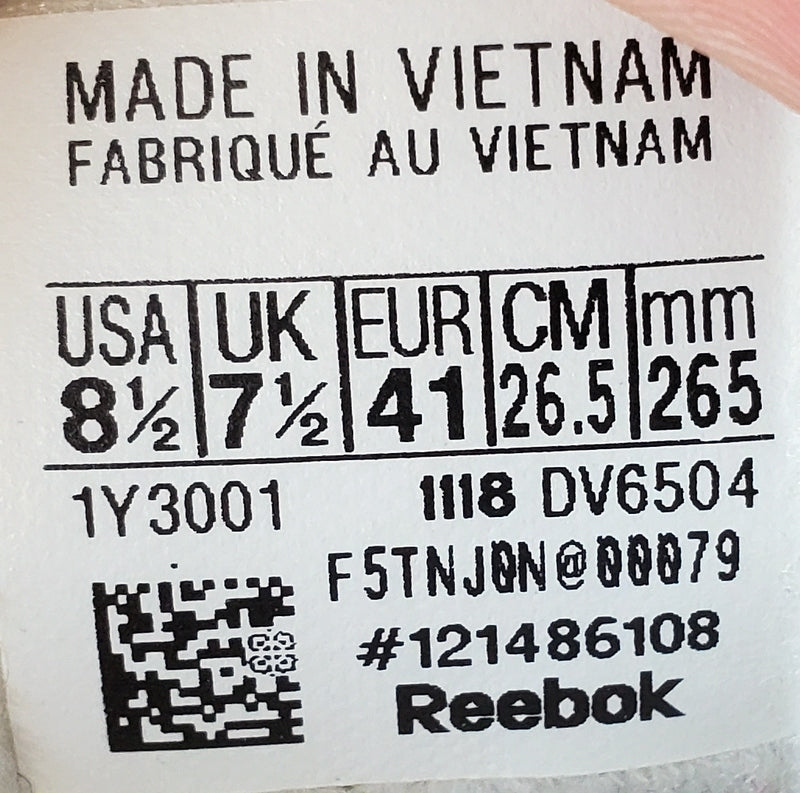 MADE IN VIETNAM
FABRIQUÉ AU VIETNAM
USA UK EUR CM mm
8½ 7½ 41 26.5 265
1Y3001 1118 DV6504
F5TNJ0N@00079
#121486108
Reebok